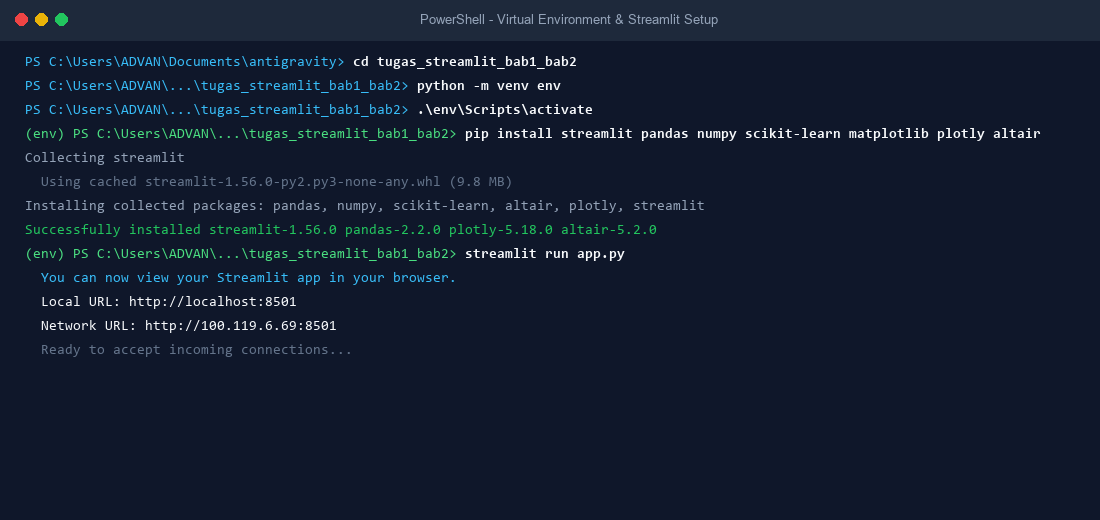 PowerShell - Virtual Environment & Streamlit Setup
PS C:\Users\ADVAN\Documents\antigravity> cd tugas_streamlit_bab1_bab2
PS C:\Users\ADVAN\...\tugas_streamlit_bab1_bab2> python -m venv env
PS C:\Users\ADVAN\...\tugas_streamlit_bab1_bab2> .\env\Scripts\activate
(env) PS C:\Users\ADVAN\...\tugas_streamlit_bab1_bab2> pip install streamlit pandas numpy scikit-learn matplotlib plotly altair
Collecting streamlit
  Using cached streamlit-1.56.0-py2.py3-none-any.whl (9.8 MB)
Installing collected packages: pandas, numpy, scikit-learn, altair, plotly, streamlit
Successfully installed streamlit-1.56.0 pandas-2.2.0 plotly-5.18.0 altair-5.2.0
(env) PS C:\Users\ADVAN\...\tugas_streamlit_bab1_bab2> streamlit run app.py
  You can now view your Streamlit app in your browser.
  Local URL: http://localhost:8501
  Network URL: http://100.119.6.69:8501
  Ready to accept incoming connections...